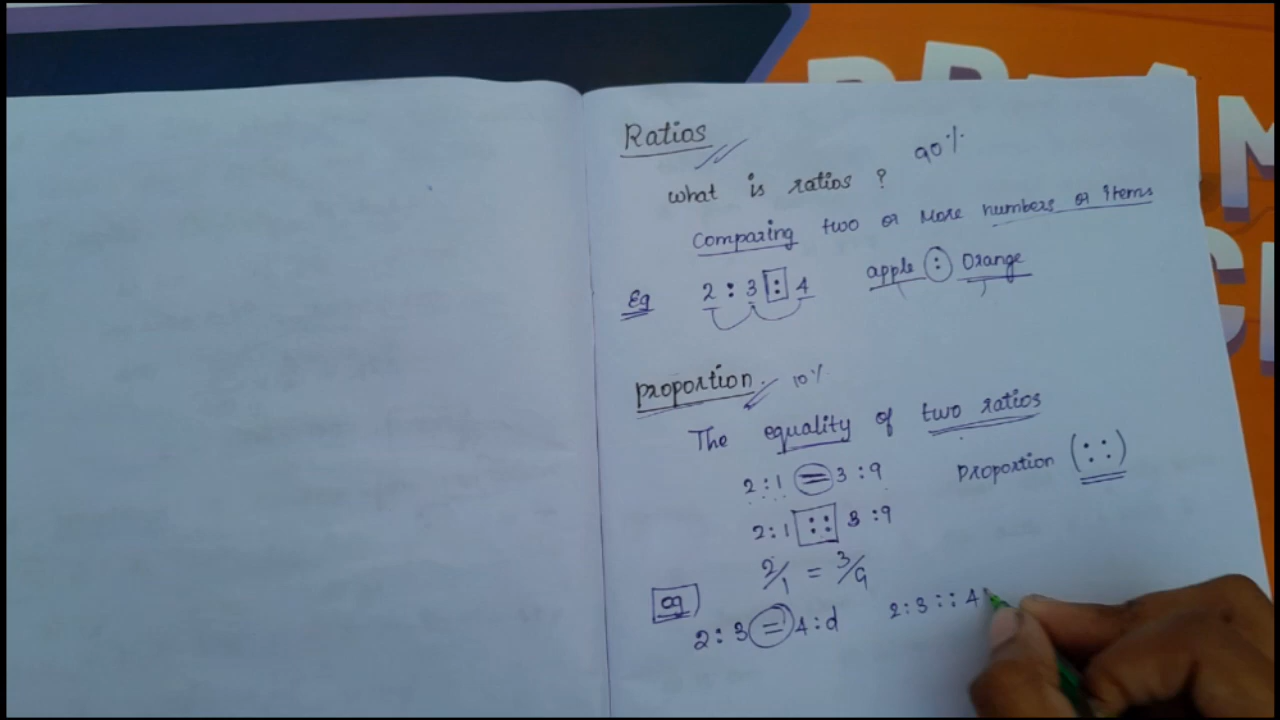 Ratios
90%
What is ratios ?
Comparing two or More numbers or items
Eg 2 : 3 : 4 apple : Orange
proportion. 10%
The equality of two ratios
2 : 1 = 3 : 9 Proportion (::)
2 : 1 :: 3 : 9
2/1 = 3/9
2 : 3 = 4 : d 2 : 3 :: 4